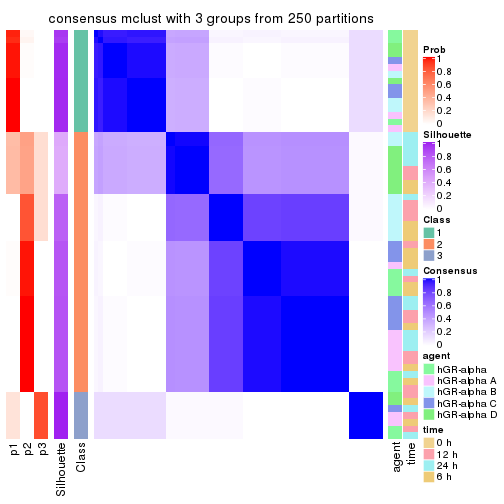 consensus mclust with 3 groups from 250 partitions
Prob
1
0.8
0.6
0.4
0.2
0
Silhouette
1
0.8
0.6
0.4
0.2
0
Class
1
2
3
Consensus
1
0.8
0.6
0.4
0.2
0
agent
hGR-alpha
hGR-alpha A
hGR-alpha B
hGR-alpha C
hGR-alpha D
time
0 h
12 h
24 h
6 h
p1
p2
p3
Silhouette
Class
agent
time